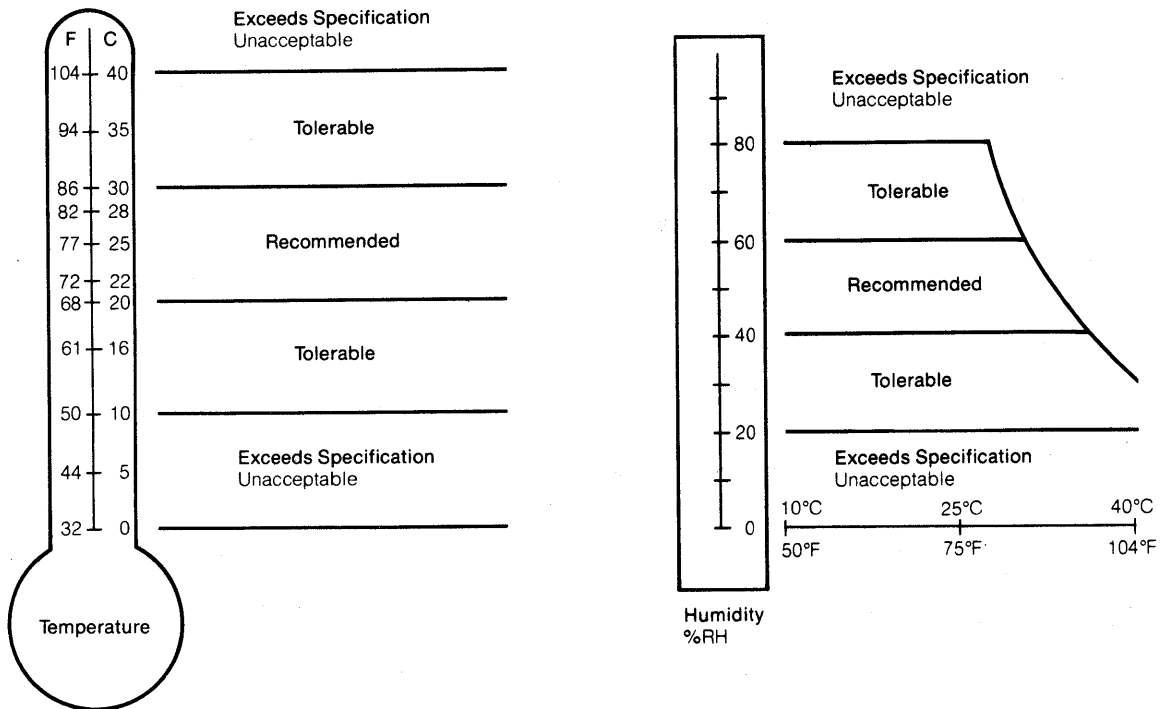 F C
Exceeds Specification
Unacceptable
104 40
94 35
Tolerable
86 30
82 28
77 25
Recommended
72 22
68 20
61 16
Tolerable
50 10
44 5
Exceeds Specification
Unacceptable
32 0
Temperature
Exceeds Specification
Unacceptable
80
Tolerable
60
Recommended
40
Tolerable
20
Exceeds Specification
Unacceptable
0
10°C 25°C 40°C
50°F 75°F 104°F
Humidity
%RH